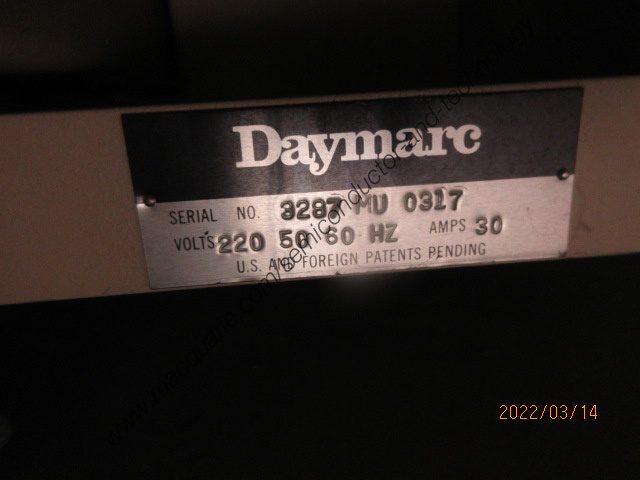 Daymarc
SERIAL NO. 3287 MU 0317
VOLTS 220 50 60 HZ AMPS 30
U.S. AND FOREIGN PATENTS PENDING
2022/03/14